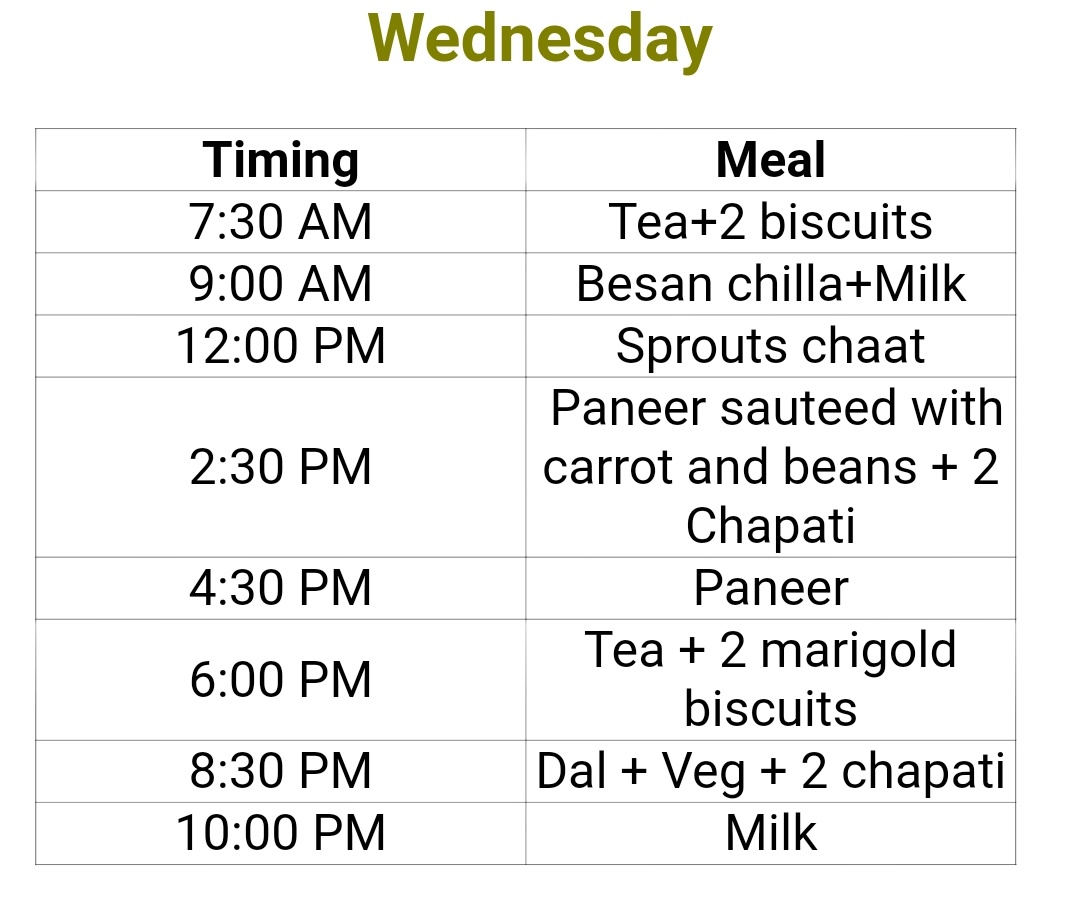 Wednesday
Timing Meal
7:30 AM Tea+2 biscuits
9:00 AM Besan chilla+Milk
12:00 PM Sprouts chaat
2:30 PM Paneer sauteed with
carrot and beans + 2
Chapati
4:30 PM Paneer
6:00 PM Tea + 2 marigold
biscuits
8:30 PM Dal + Veg + 2 chapati
10:00 PM Milk